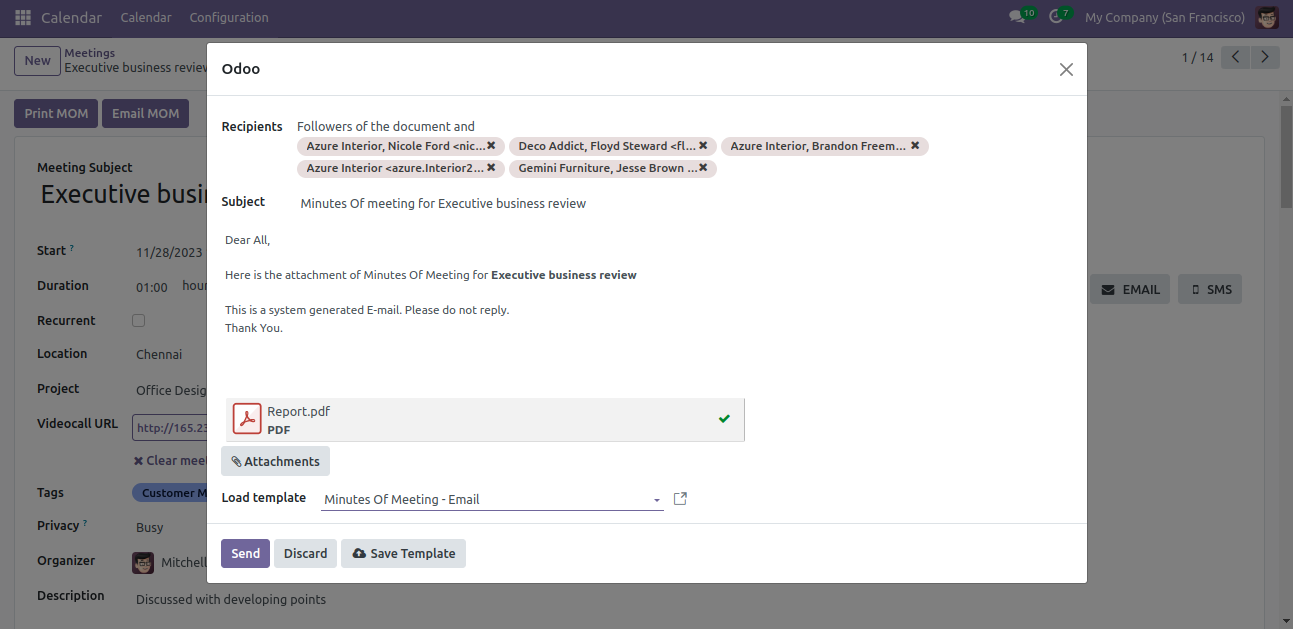 Calendar Calendar Configuration 10 7 My Company (San Francisco)
New Meetings 1 / 14
Executive business review
Print MOM Email MOM
Odoo
Recipients Followers of the document and
Azure Interior, Nicole Ford <nic... Deco Addict, Floyd Steward <fl... Azure Interior, Brandon Freem...
Azure Interior <azure.Interior2... Gemini Furniture, Jesse Brown ...
Subject Minutes Of meeting for Executive business review
Dear All,
Here is the attachment of Minutes Of Meeting for Executive business review
This is a system generated E-mail. Please do not reply.
Thank You.
Report.pdf
PDF
Attachments
Load template Minutes Of Meeting - Email
Send Discard Save Template
Meeting Subject
Executive busi
Start ? 11/28/2023
Duration 01:00 hour
Recurrent
Location Chennai
Project Office Desig
Videocall URL http://165.23
Clear meet
Tags Customer M
Privacy ? Busy
Organizer Mitchell
Description Discussed with developing points
EMAIL SMS